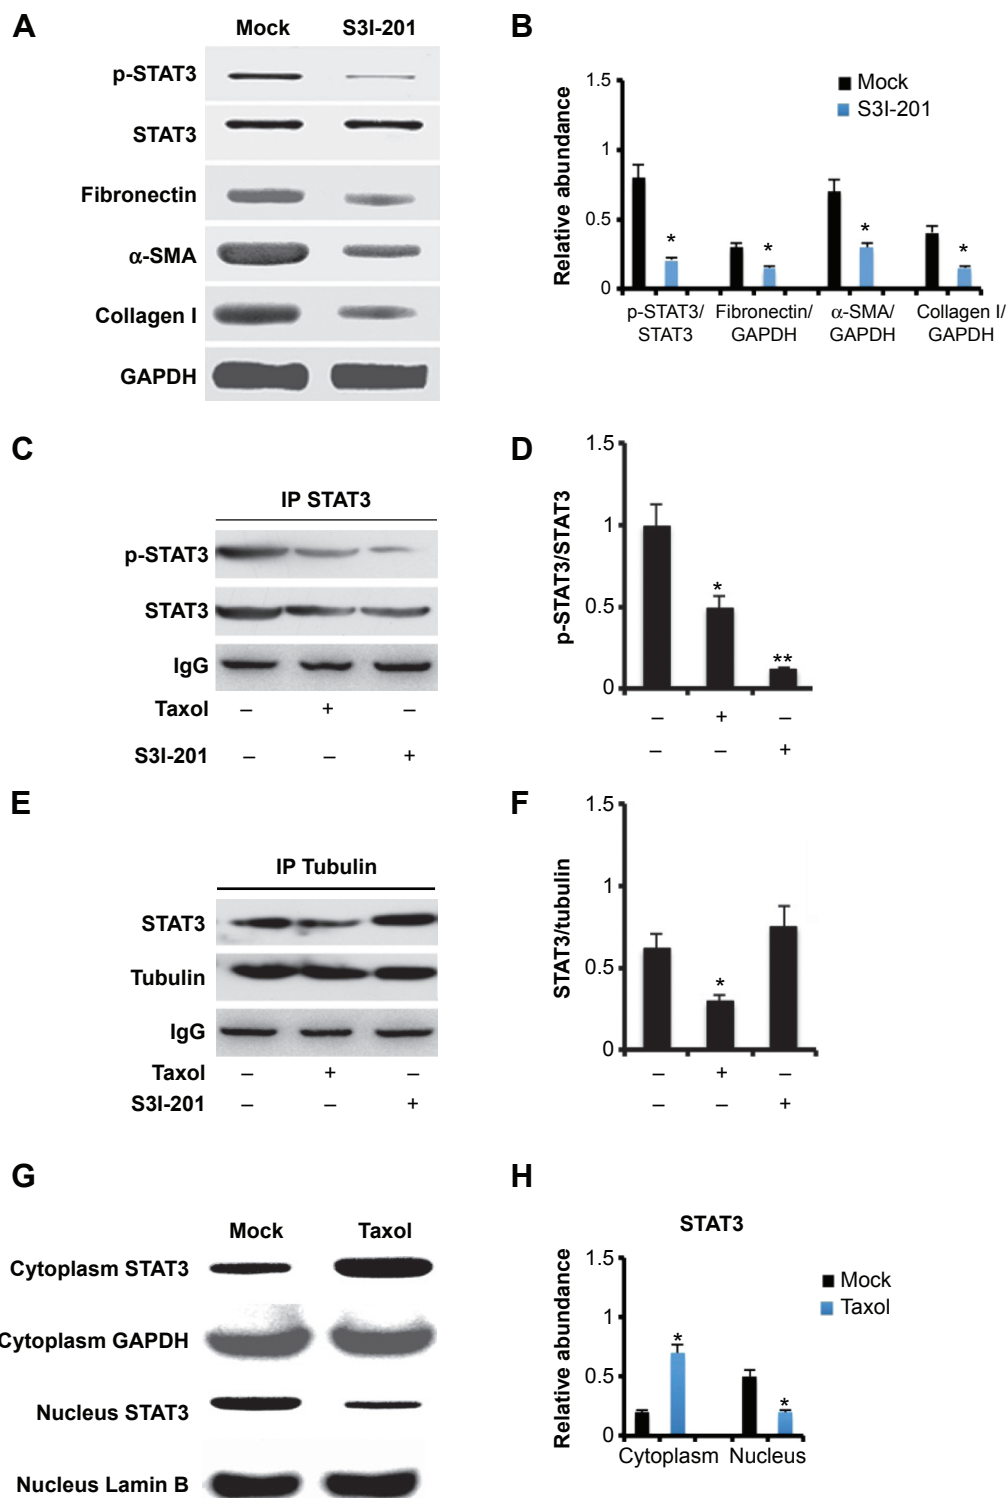 A
Mock S3I-201
p-STAT3
STAT3
Fibronectin
α-SMA
Collagen I
GAPDH
B
1.5
1
0.5
0
Relative abundance
Mock
S3I-201
* * * *
p-STAT3/ Fibronectin/ α-SMA/ Collagen I/
STAT3 GAPDH GAPDH GAPDH
C
IP STAT3
p-STAT3
STAT3
IgG
Taxol – + –
S3I-201 – – +
D
1.5
1
0.5
0
p-STAT3/STAT3
* **
– + –
– – +
E
IP Tubulin
STAT3
Tubulin
IgG
Taxol – + –
S3I-201 – – +
F
1.5
1
0.5
0
STAT3/tubulin
*
– + –
– – +
G
Mock Taxol
Cytoplasm STAT3
Cytoplasm GAPDH
Nucleus STAT3
Nucleus Lamin B
H
STAT3
1.5
1
0.5
0
Relative abundance
Mock
Taxol
* *
Cytoplasm Nucleus